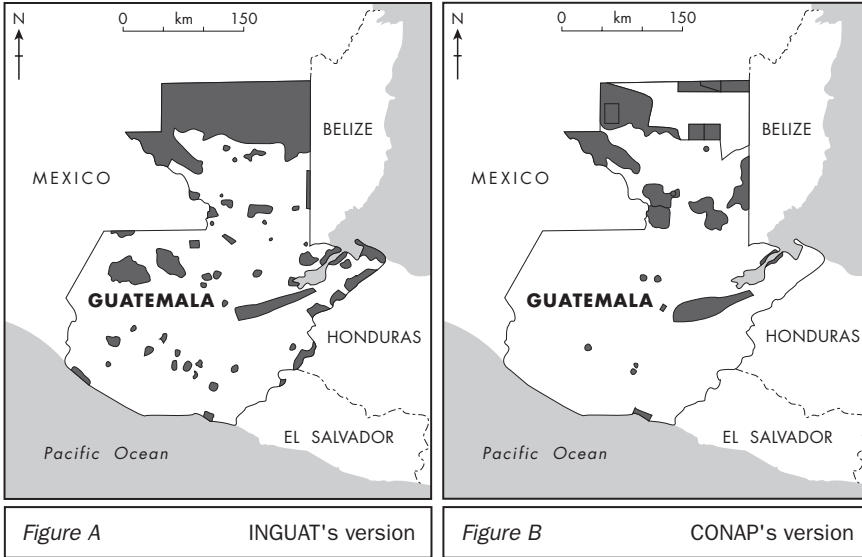 N
0 km 150
BELIZE
MEXICO
GUATEMALA
HONDURAS
EL SALVADOR
Pacific Ocean
Figure A INGUAT's version
N
0 km 150
BELIZE
MEXICO
GUATEMALA
HONDURAS
EL SALVADOR
Pacific Ocean
Figure B CONAP's version